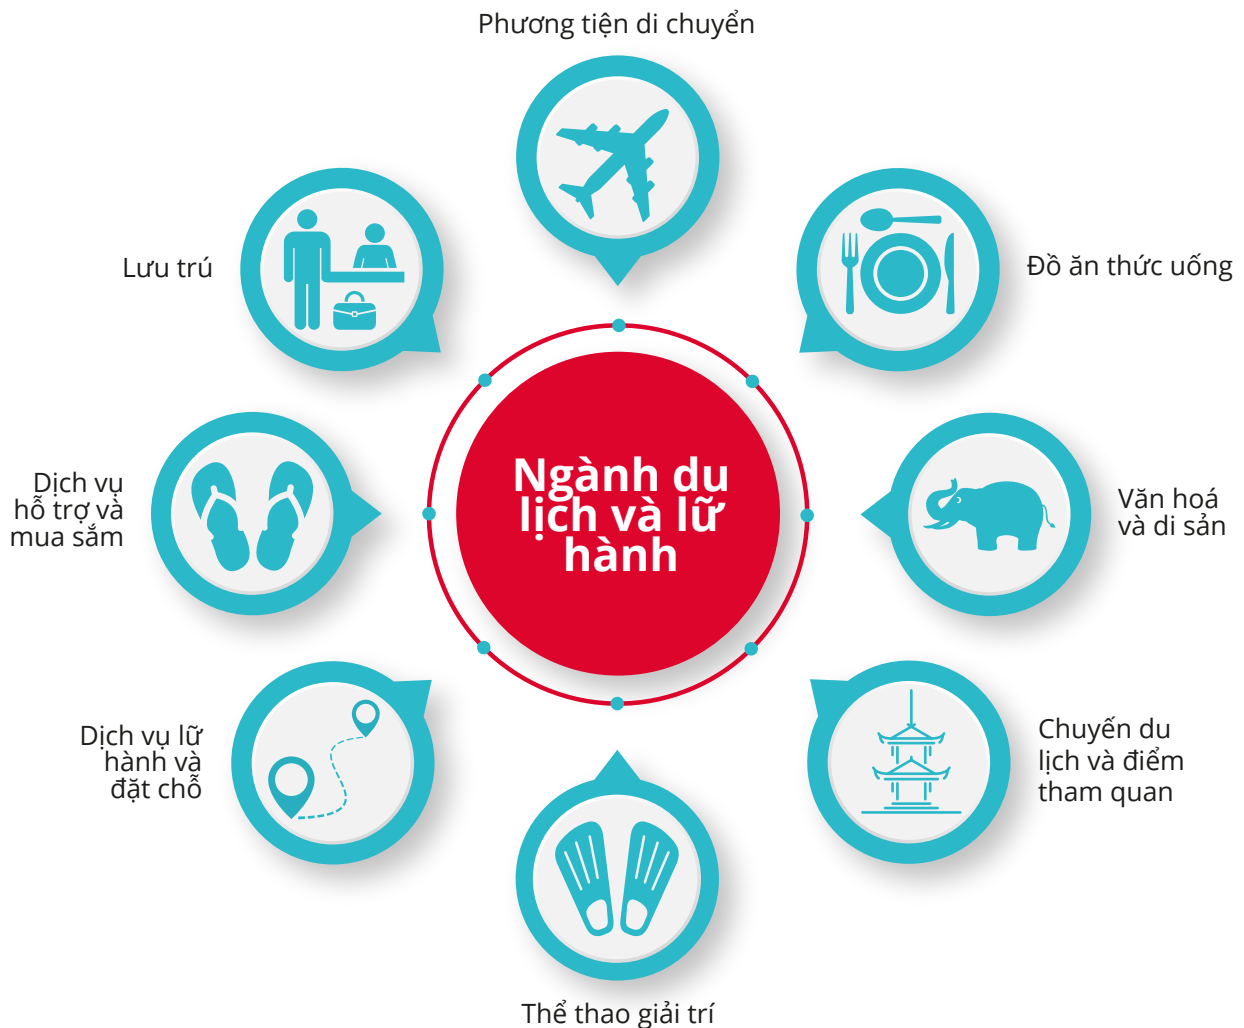 Phương tiện di chuyển
Lưu trú
Đồ ăn thức uống
Dịch vụ
hỗ trợ và
mua sắm
Ngành du
lịch và lữ
hành
Văn hoá
và di sản
Dịch vụ lữ
hành và
đặt chỗ
Chuyến du
lịch và điểm
tham quan
Thể thao giải trí